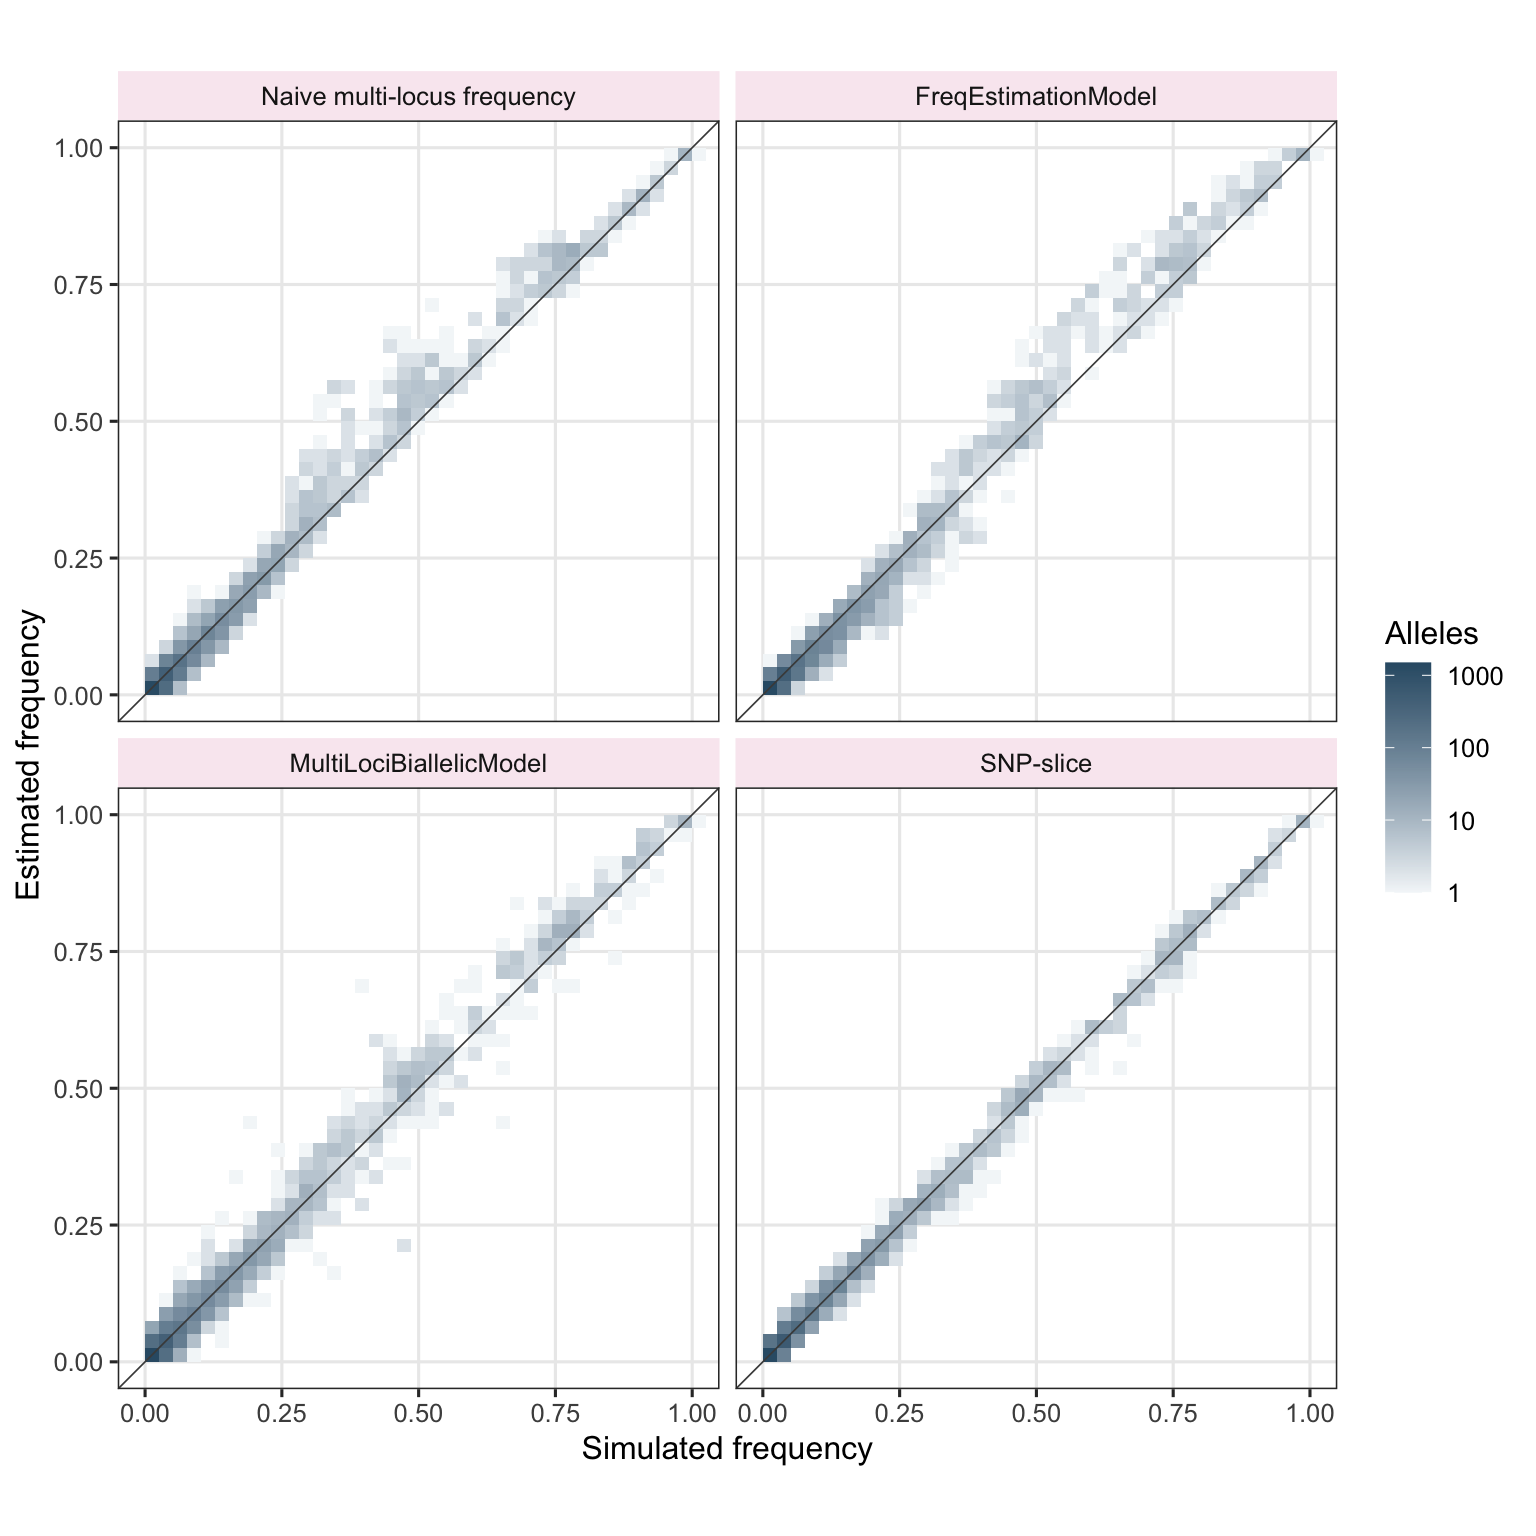 Naive multi-locus frequency
FreqEstimationModel
1.00
0.75
0.50
0.25
0.00
MultiLociBiallelicModel
SNP-slice
1.00
0.75
0.50
0.25
0.00
0.00 0.25 0.50 0.75 1.00
0.00 0.25 0.50 0.75 1.00
Simulated frequency
Estimated frequency
Alleles
1000
100
10
1